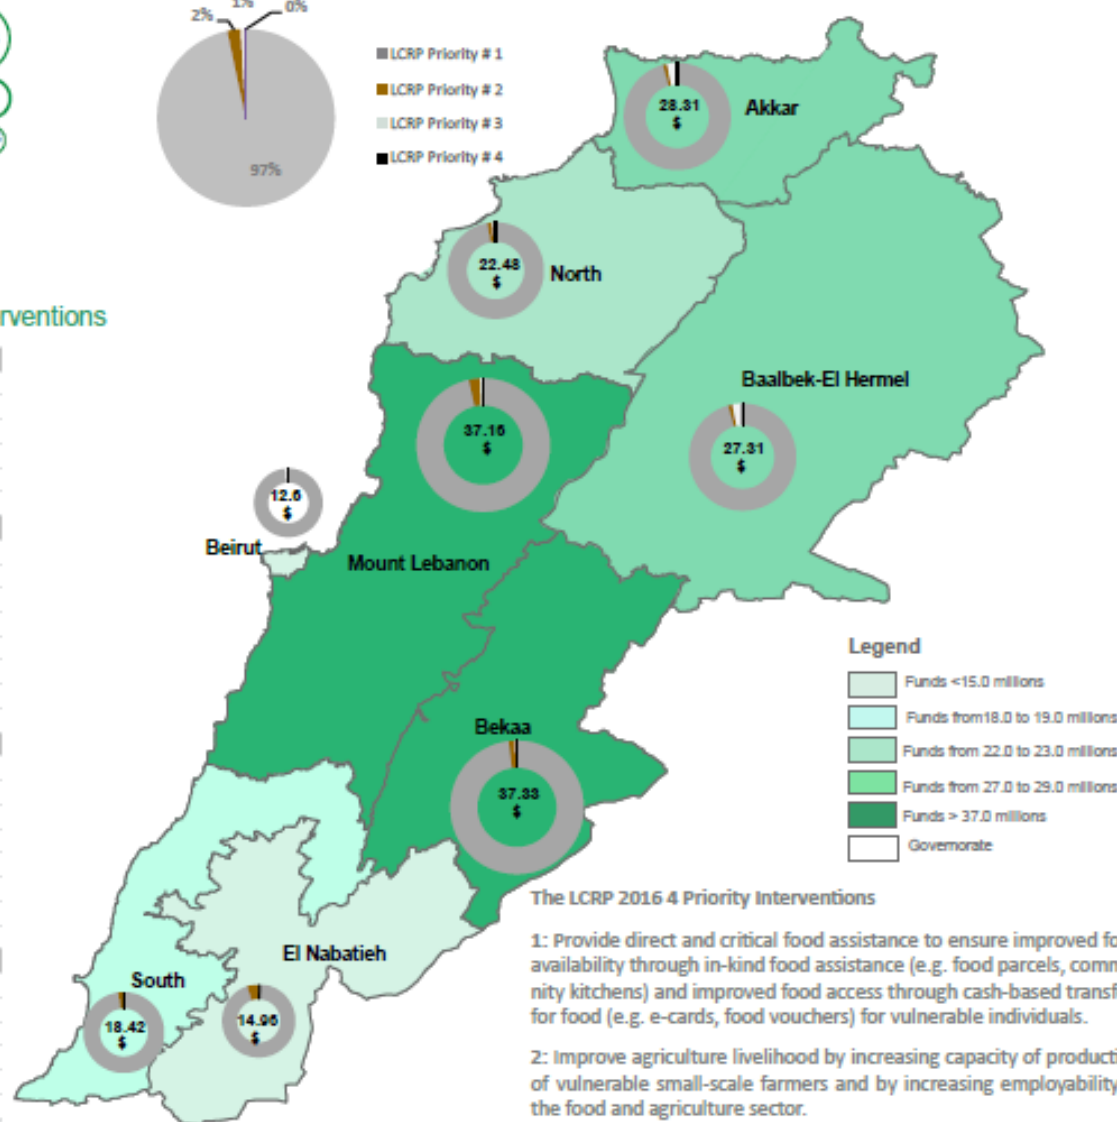 2%
1%
0%
97%
LCRP Priority # 1
LCRP Priority # 2
LCRP Priority # 3
LCRP Priority # 4
28.31
$
Akkar
22.48
$
North
rventions
Baalbek-El Hermel
37.15
$
27.31
$
12.6
$
Beirut
Mount Lebanon
Legend
Funds <15.0 millions
Funds from18.0 to 19.0 millions
Funds from 22.0 to 23.0 millions
Funds from 27.0 to 29.0 millions
Funds > 37.0 millions
Governorate
Bekaa
37.33
$
The LCRP 2016 4 Priority Interventions
1: Provide direct and critical food assistance to ensure improved fo
availability through in-kind food assistance (e.g. food parcels, comm
nity kitchens) and improved food access through cash-based transf
for food (e.g. e-cards, food vouchers) for vulnerable individuals.
El Nabatieh
South
18.42
$
14.95
$
2: Improve agriculture livelihood by increasing capacity of producti
of vulnerable small-scale farmers and by increasing employability
the food and agriculture sector.